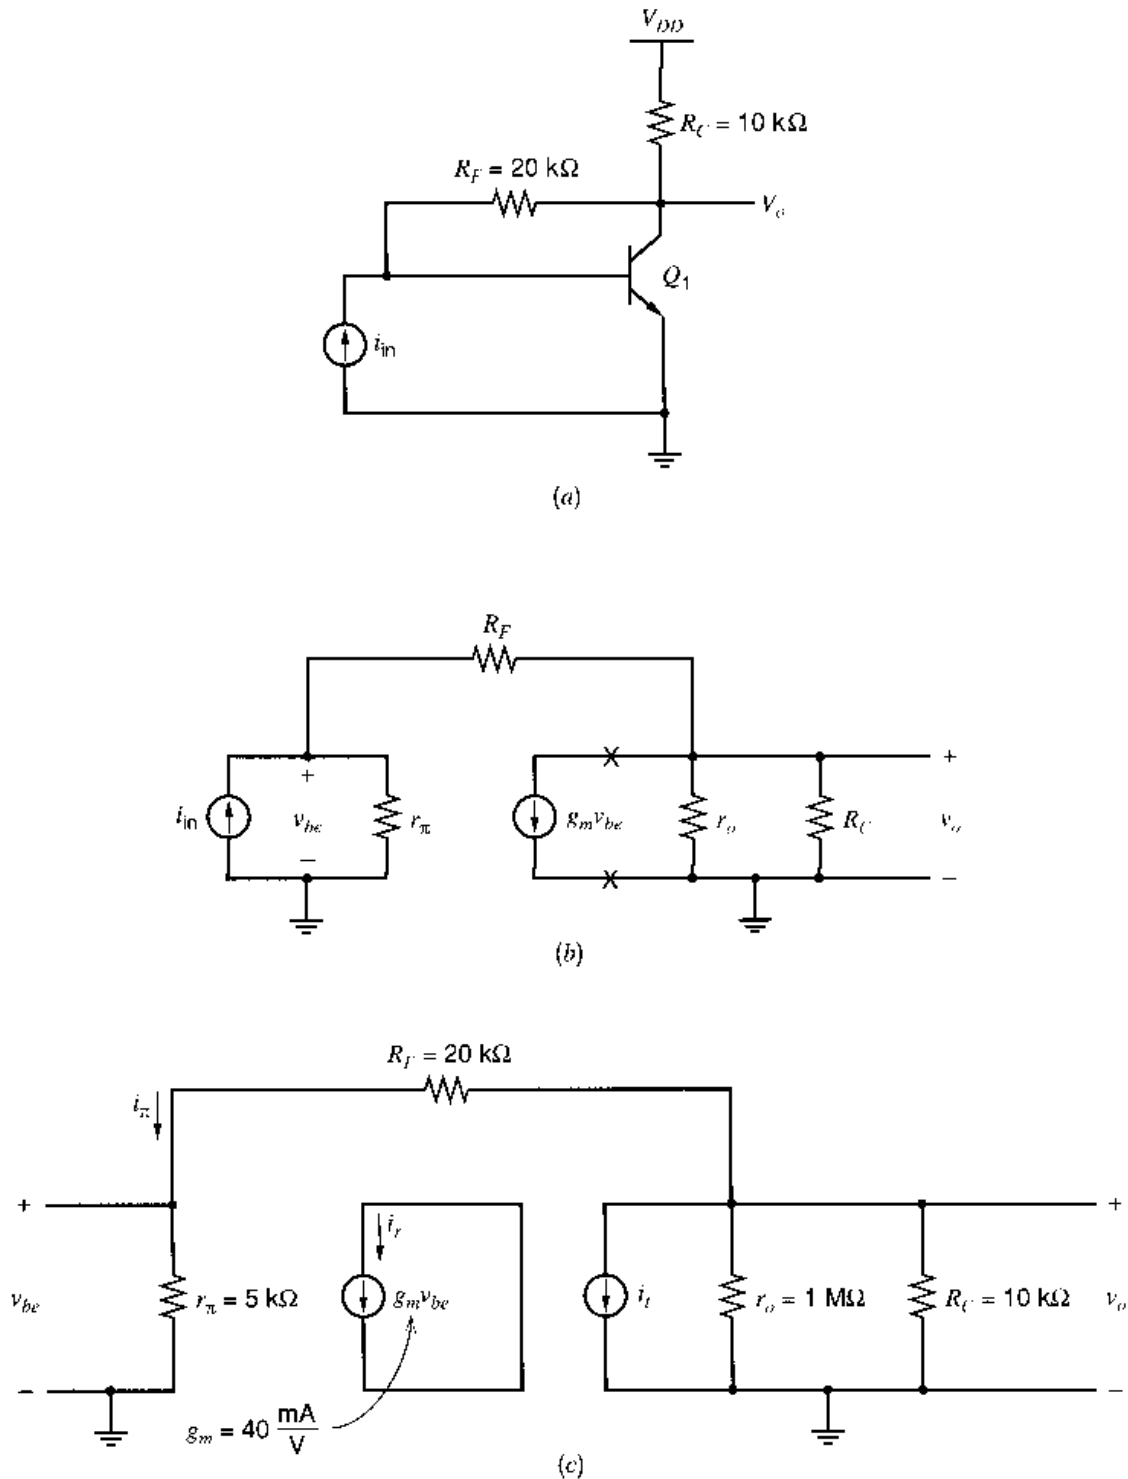 V_DD
R_C = 10 kΩ
R_F = 20 kΩ
V_o
Q_1
i_in
(a)
R_F
+
+
i_in
v_be
r_π
g_m v_be
r_o
R_C
v_o
−
−
(b)
R_F = 20 kΩ
i_π
+
i_r
+
v_be
r_π = 5 kΩ
g_m v_be
i_t
r_o = 1 MΩ
R_C = 10 kΩ
v_o
−
−
g_m = 40 mA/V
(c)